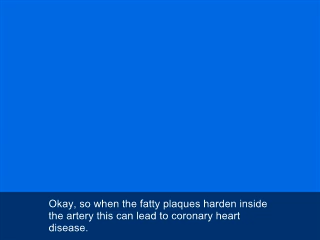 Okay, so when the fatty plaques harden inside
the artery this can lead to coronary heart
disease.